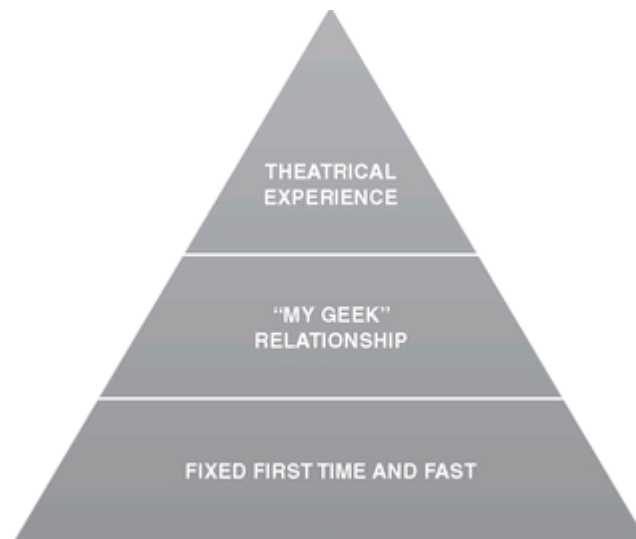 THEATRICAL
EXPERIENCE
“MY GEEK”
RELATIONSHIP
FIXED FIRST TIME AND FAST